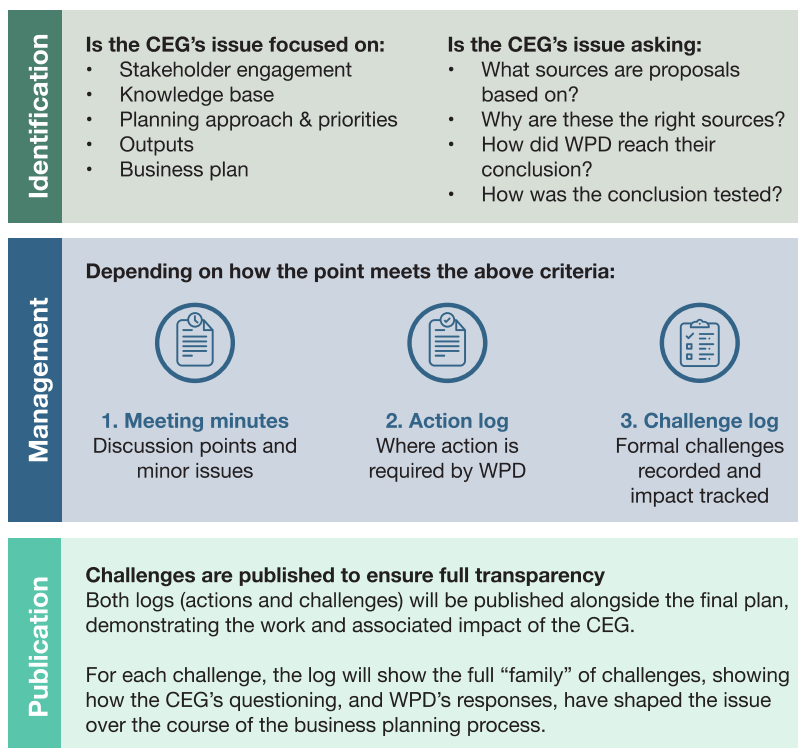 Identification
Is the CEG's issue focused on:
• Stakeholder engagement
• Knowledge base
• Planning approach & priorities
• Outputs
• Business plan
Is the CEG's issue asking:
• What sources are proposals
based on?
• Why are these the right sources?
• How did WPD reach their
conclusion?
• How was the conclusion tested?
Management
Depending on how the point meets the above criteria:
1. Meeting minutes
Discussion points and
minor issues
2. Action log
Where action is
required by WPD
3. Challenge log
Formal challenges
recorded and
impact tracked
Publication
Challenges are published to ensure full transparency
Both logs (actions and challenges) will be published alongside the final plan,
demonstrating the work and associated impact of the CEG.
For each challenge, the log will show the full “family” of challenges, showing
how the CEG's questioning, and WPD's responses, have shaped the issue
over the course of the business planning process.